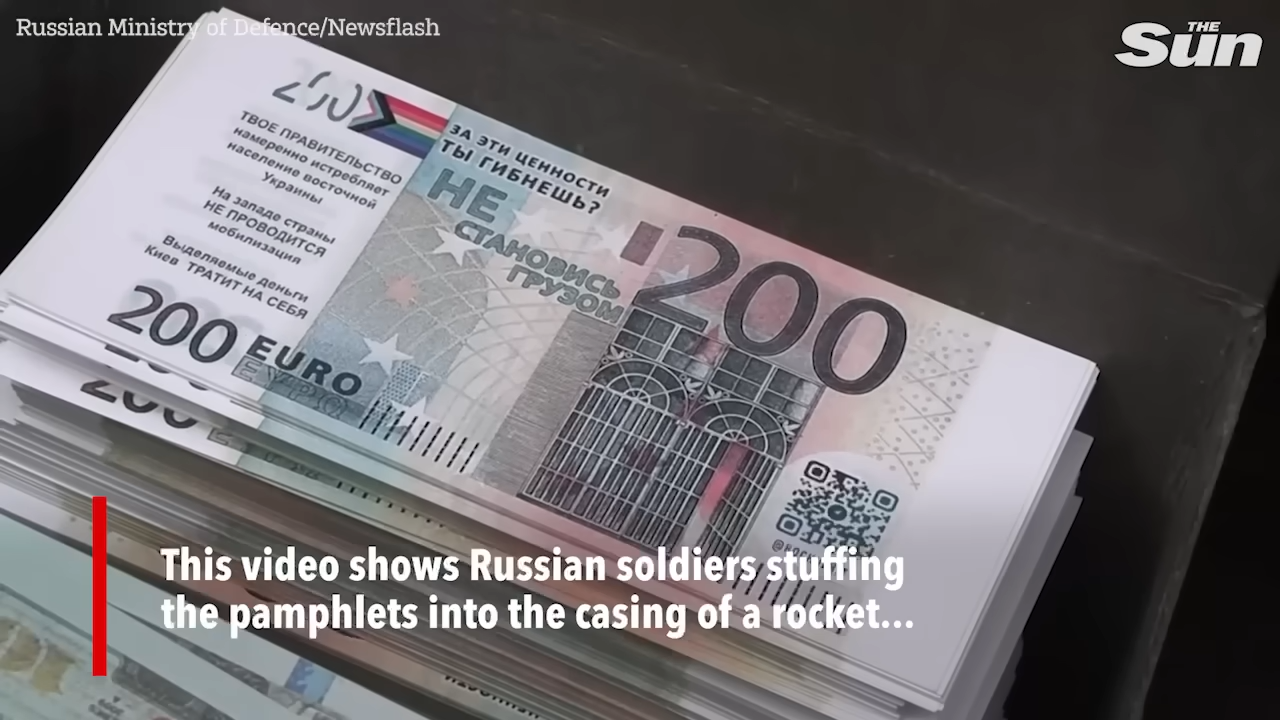 Russian Ministry of Defence/Newsflash
THE
Sun
200
ТВОЕ ПРАВИТЕЛЬСТВО
намеренно истребляет
население восточной
Украины
На западе страны
НЕ ПРОВОДИТСЯ
мобилизация
Выделяемые деньги
Киев ТРАТИТ НА СЕБЯ
200 EURO
ЕВРО
ЗА ЭТИ ЦЕННОСТИ
ТЫ ГИБНЕШЬ?
НЕ
СТАНОВИСЬ
ГРУЗОМ
200
200
This video shows Russian soldiers stuffing
the pamphlets into the casing of a rocket...